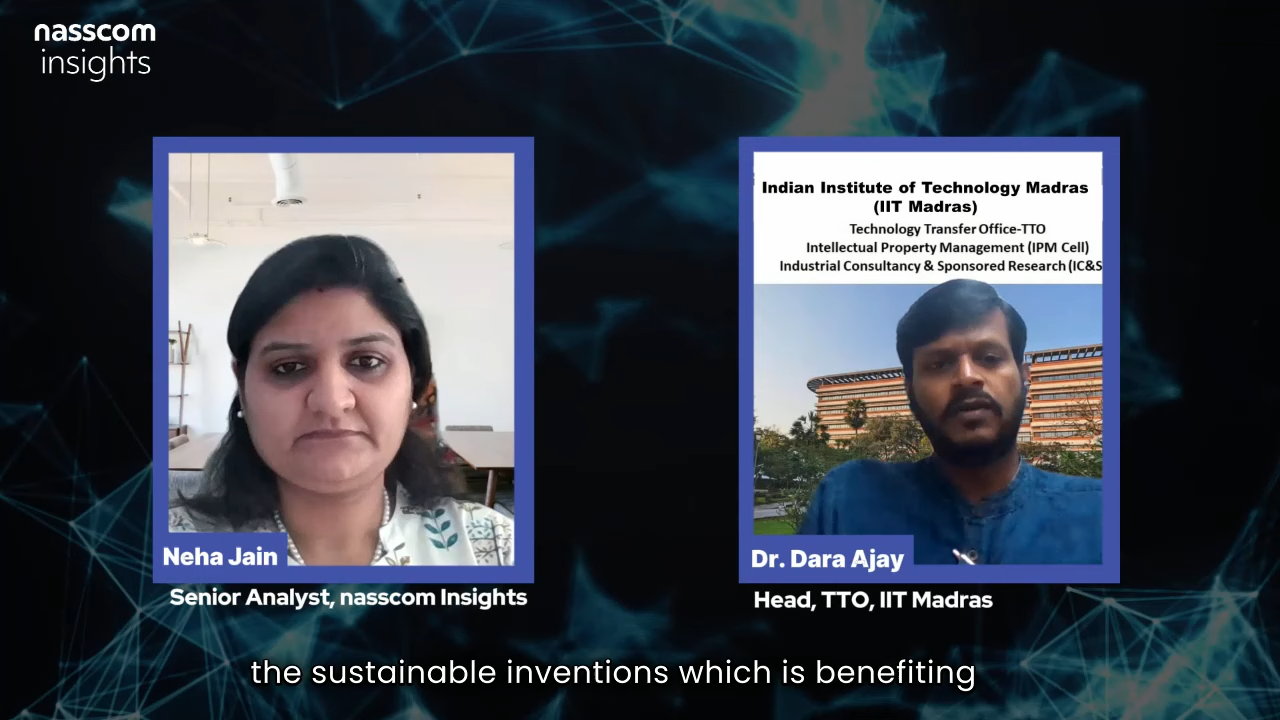 nasscom
insights
Indian Institute of Technology Madras
(IIT Madras)
Technology Transfer Office-TTO
Intellectual Property Management (IPM Cell)
Industrial Consultancy & Sponsored Research (IC&S
Neha Jain
Senior Analyst, nasscom Insights
Dr. Dara Ajay
Head, TTO, IIT Madras
the sustainable inventions which is benefiting